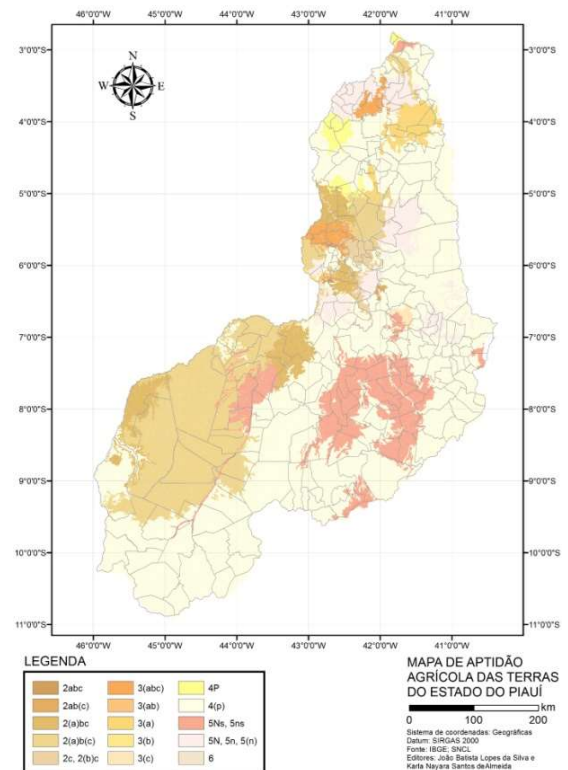 46°0'0"W 45°0'0"W 44°0'0"W 43°0'0"W 42°0'0"W 41°0'0"W
N
W E
S
3°0'0"S 3°0'0"S
4°0'0"S 4°0'0"S
5°0'0"S 5°0'0"S
6°0'0"S 6°0'0"S
7°0'0"S 7°0'0"S
8°0'0"S 8°0'0"S
9°0'0"S 9°0'0"S
10°0'0"S 10°0'0"S
11°0'0"S 11°0'0"S
46°0'0"W 45°0'0"W 44°0'0"W 43°0'0"W 42°0'0"W 41°0'0"W
LEGENDA
2abc 3(abc) 4P
2ab(c) 3(ab) 4(p)
2(a)bc 3(a) 5Ns, 5ns
2(a)b(c) 3(b) 5N, 5n, 5(n)
2c, 2(b)c 3(c) 6
MAPA DE APTIDÃO
AGRÍCOLA DAS TERRAS
DO ESTADO DO PIAUÍ
km
0 100 200
Sistema de coordenadas: Geográficas
Datum: SIRGAS 2000
Fonte: IBGE; SNCL
Editores: João Batista Lopes da Silva e
Karla Nayara Santos deAlmeida